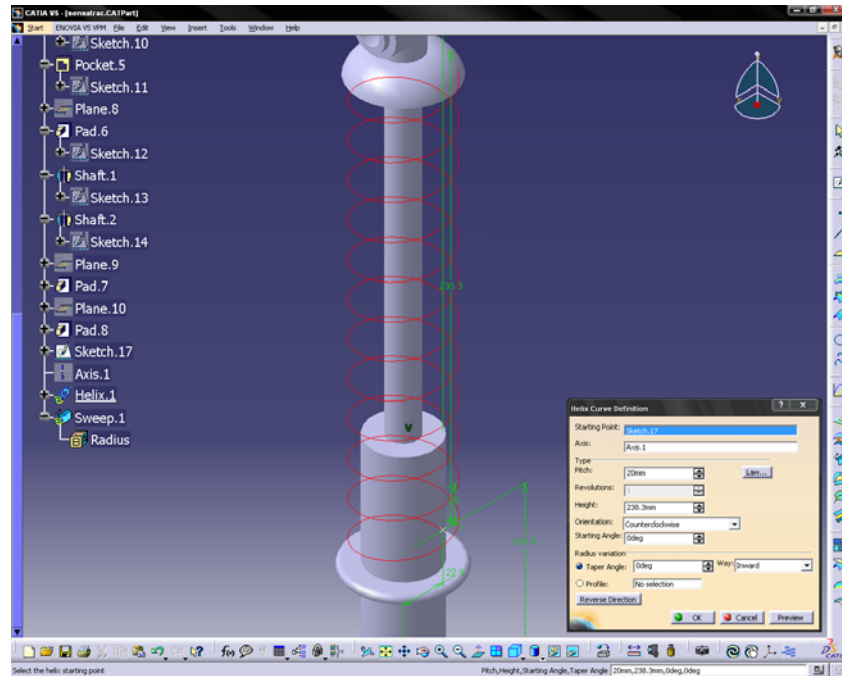 CATIA V5 - [sensatrac.CATPart]
Start ENOVIA V5 VPM File Edit View Insert Tools Window Help
Sketch.10
Pocket.5
Sketch.11
Plane.8
Pad.6
Sketch.12
Shaft.1
Sketch.13
Shaft.2
Sketch.14
Plane.9
Pad.7
Plane.10
Pad.8
Sketch.17
Axis.1
Helix.1
Sweep.1
Radius
238.3
V
22.9
Helix Curve Definition
Starting Point: Sketch.17
Axis: Axis.1
Type
Pitch: 20mm Law...
Revolutions: 1
Height: 238.3mm
Orientation: Counterclockwise
Starting Angle: 0deg
Radius variation
Taper Angle: 0deg Way: Inward
Profile: No selection
Reverse Direction
OK Cancel Preview
Select the helix starting point
Pitch,Height,Starting Angle,Taper Angle 20mm,238.3mm,0deg,0deg